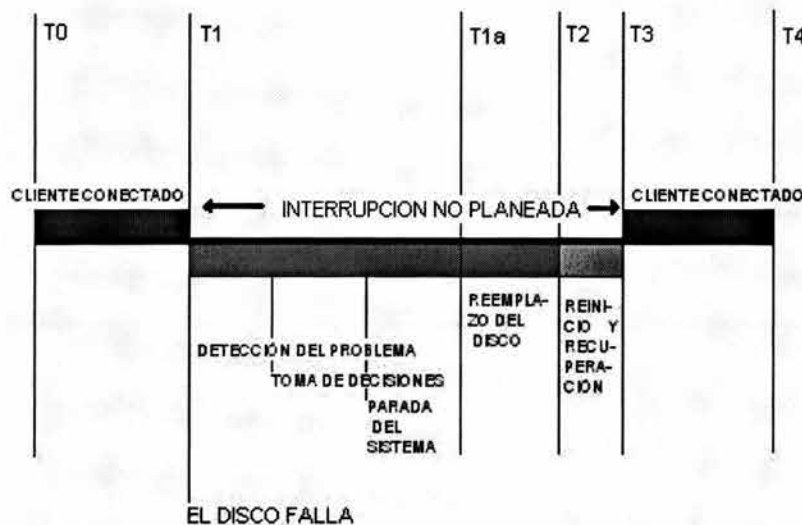 T0
T1
T1a
T2
T3
T4
CLIENTE CONECTADO
INTERRUPCION NO PLANEADA
CLIENTE CONECTADO
REEMPLA-
ZO DEL
DISCO
REINI-
CIO Y
RECU-
PERA-
CIÓN
DETECCIÓN DEL PROBLEMA
TOMA DE DECISIONES
PARADA
DEL
SISTEMA
EL DISCO FALLA